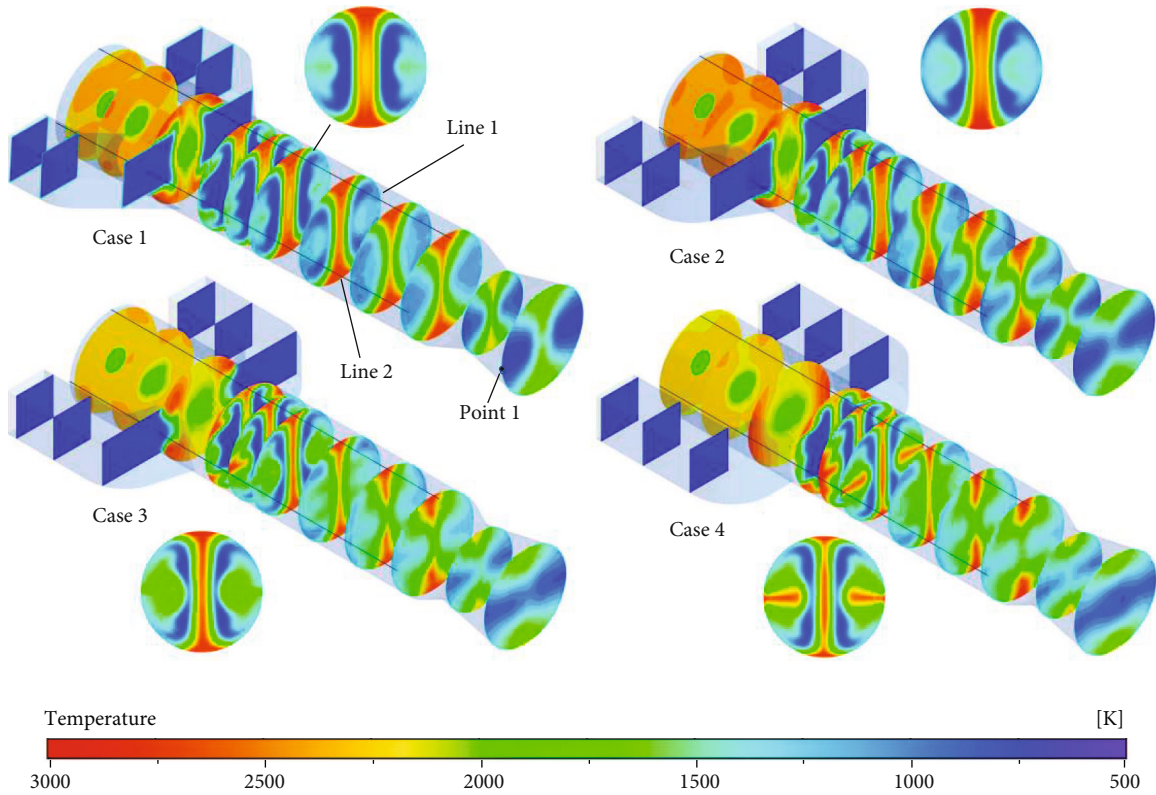 Line 1
Case 1
Case 2
Line 2
Point 1
Case 3
Case 4
Temperature [K]
3000 2500 2000 1500 1000 500